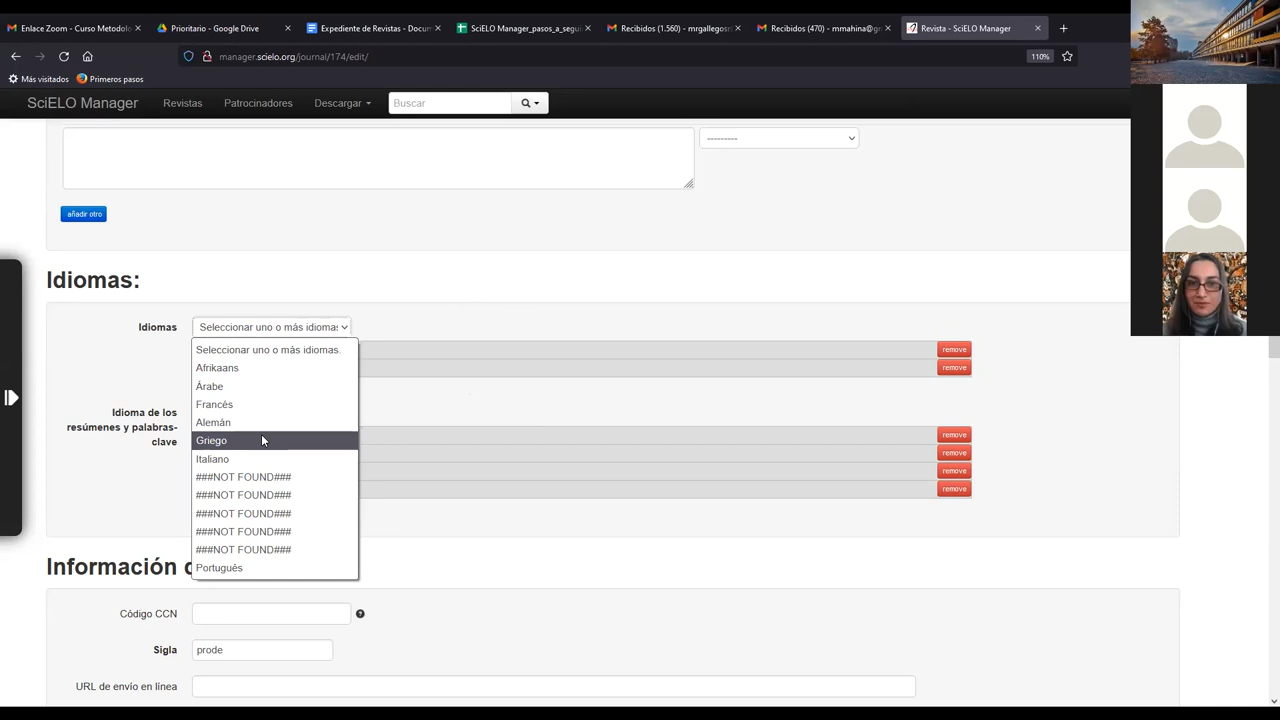 Enlace Zoom - Curso Metodolo
Prioritario - Google Drive
Expediente de Revistas - Docum
SciELO Manager_pasos_a_segui
Recibidos (1.560) - mrgallegos@
Recibidos (470) - mmahina@gr
Revista - SciELO Manager
manager.scielo.org/journal/174/edit/
110%
Más visitados
Primeros pasos
SciELO Manager
Revistas
Patrocinadores
Descargar
Buscar
---------
añadir otro
Idiomas:
Idiomas
Seleccionar uno o más idiomas
Seleccionar uno o más idiomas.
Afrikaans
Árabe
Francés
Alemán
Griego
Italiano
###NOT FOUND###
###NOT FOUND###
###NOT FOUND###
###NOT FOUND###
###NOT FOUND###
Portugués
remove
remove
Idioma de los
resúmenes y palabras-
clave
remove
remove
remove
remove
Información
Código CCN
Sigla
prode
URL de envío en línea